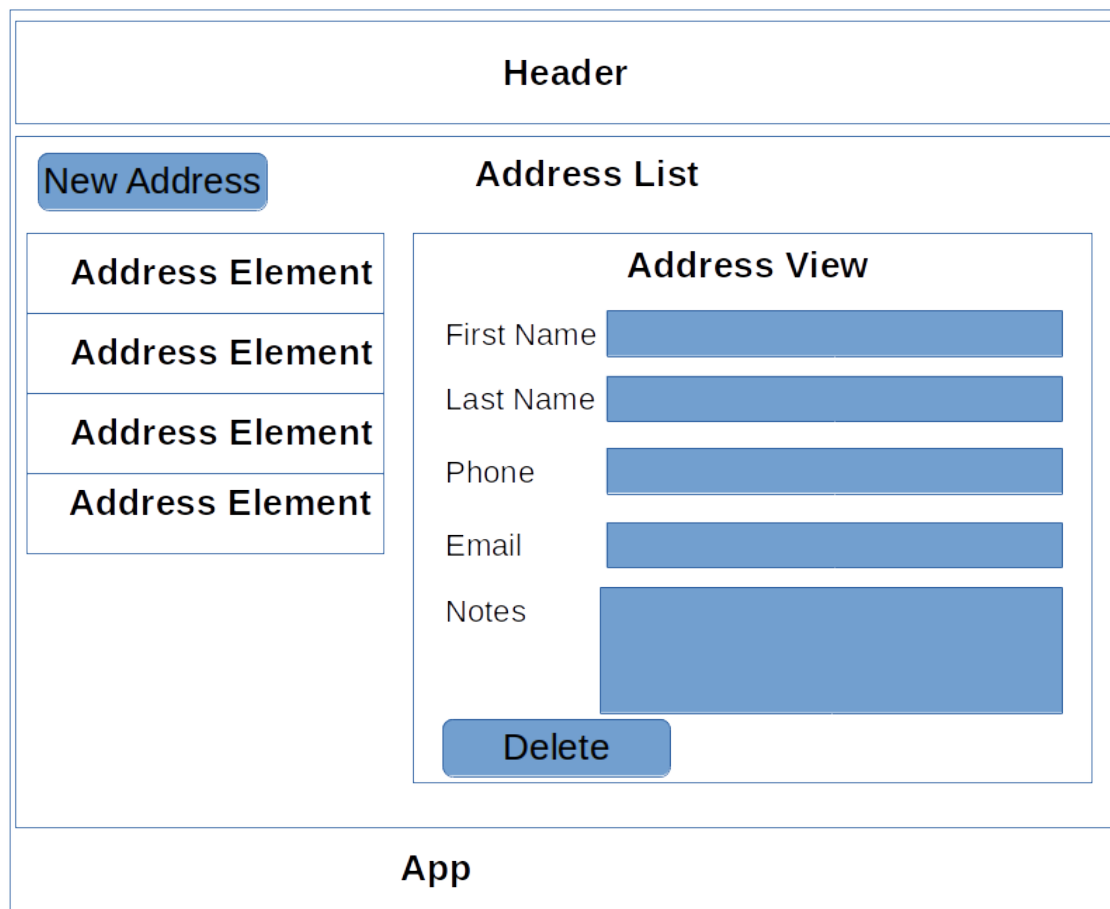 Header
New Address
Address List
Address Element
Address Element
Address Element
Address Element
Address View
First Name
Last Name
Phone
Email
Notes
Delete
App